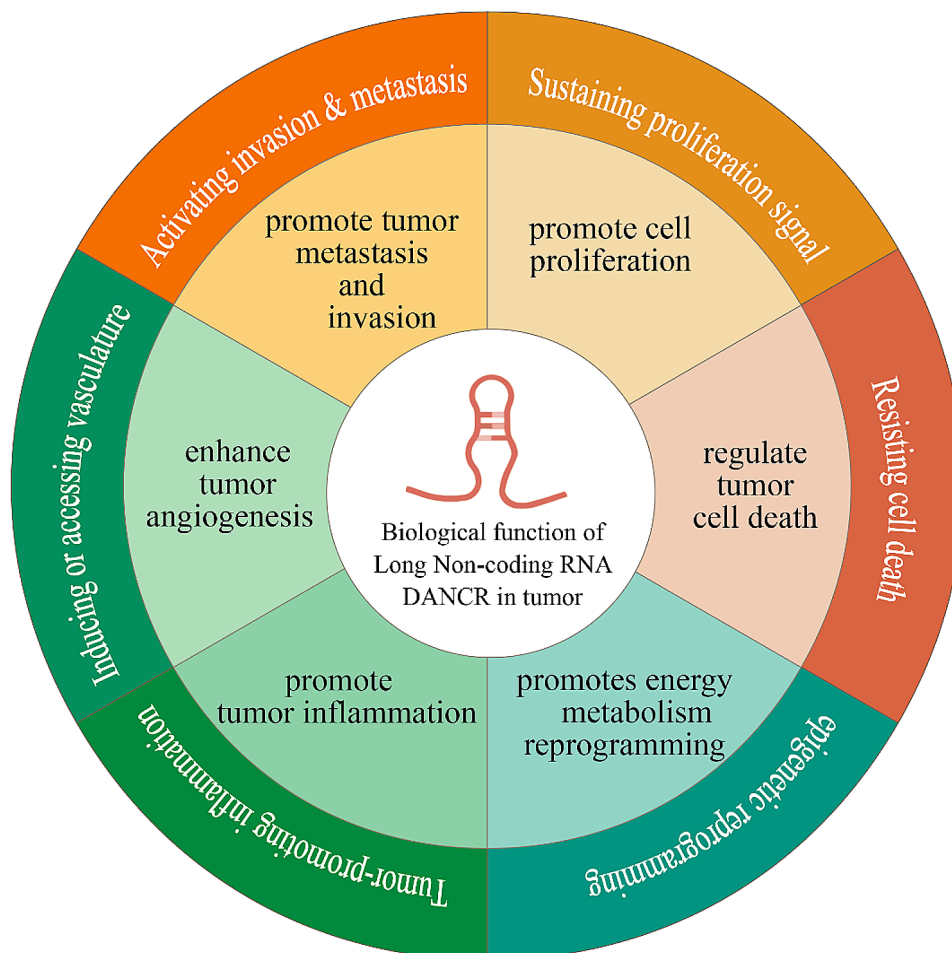 Activating invasion & metastasis
Sustaining proliferation signal
Resisting cell death
epigenetic reprogramming
Tumor-promoting inflammation
Inducing or accessing vasculature
promote tumor
metastasis
and
invasion
promote cell
proliferation
regulate
tumor
cell death
promotes energy
metabolism
reprogramming
promote
tumor inflammation
enhance
tumor
angiogenesis
Biological function of
Long Non-coding RNA
DANCR in tumor